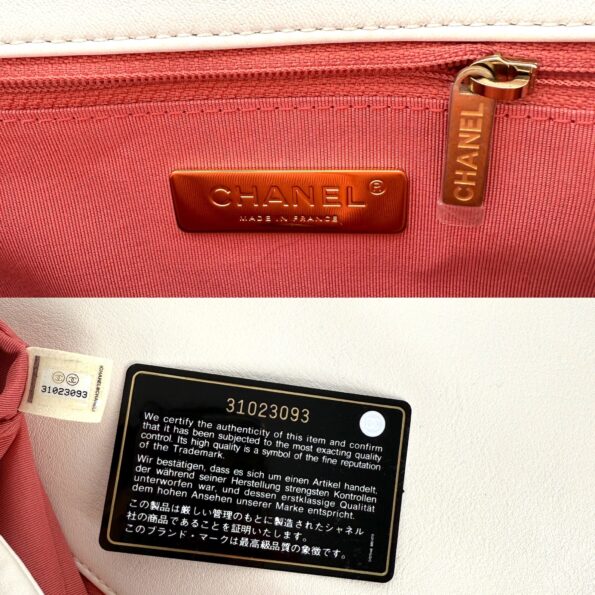 CHANEL®
MADE IN FRANCE
CHANEL
31023093
31023093
We certify the authenticity of this item and confirm
that it has been subjected to the most exacting quality
control. Its high quality is a symbol of the fine reputation
of the Trademark.
Wir bestätigen, dass es sich um einen Artikel handelt,
der während seiner Herstellung strengsten Kontrollen
unterworfen war, und dessen erstklassige Qualität
dem hohen Ansehen unserer Marke entspricht.
この商品は厳しい管理のもとに製造されたシャネル
社の商品であることを証明します。
このブランド・マークは最高級品質の象徴です。